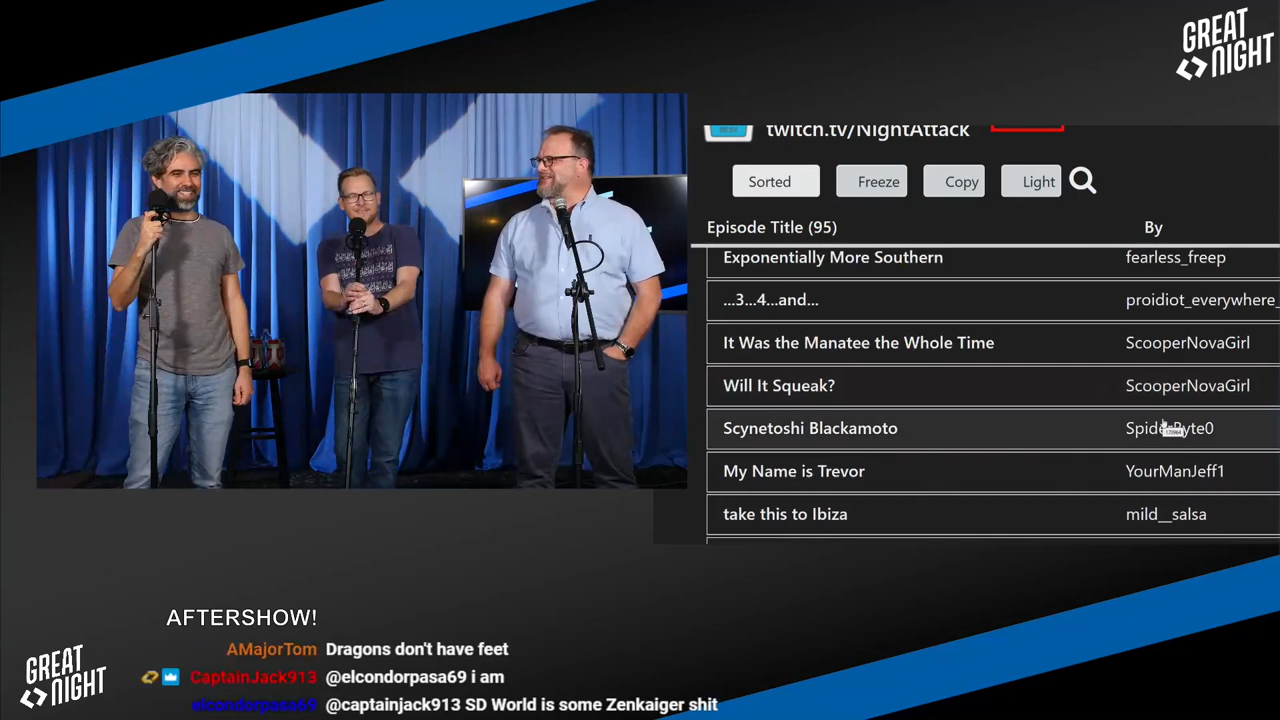 GREAT
NIGHT
twitch.tv/NightAttack
Sorted
Freeze
Copy
Light
Episode Title (95) By
Exponentially More Southern fearless_freep
...3...4...and... proidiot_everywhere
It Was the Manatee the Whole Time ScooperNovaGirl
Will It Squeak? ScooperNovaGirl
Scynetoshi Blackamoto SpiderByte0
My Name is Trevor YourManJeff1
take this to Ibiza mild__salsa
AFTERSHOW!
AMajorTom Dragons don't have feet
CaptainJack913 @elcondorpasa69 i am
elcondorpasa69 @captainjack913 SD World is some Zenkaiger shit
GREAT
NIGHT